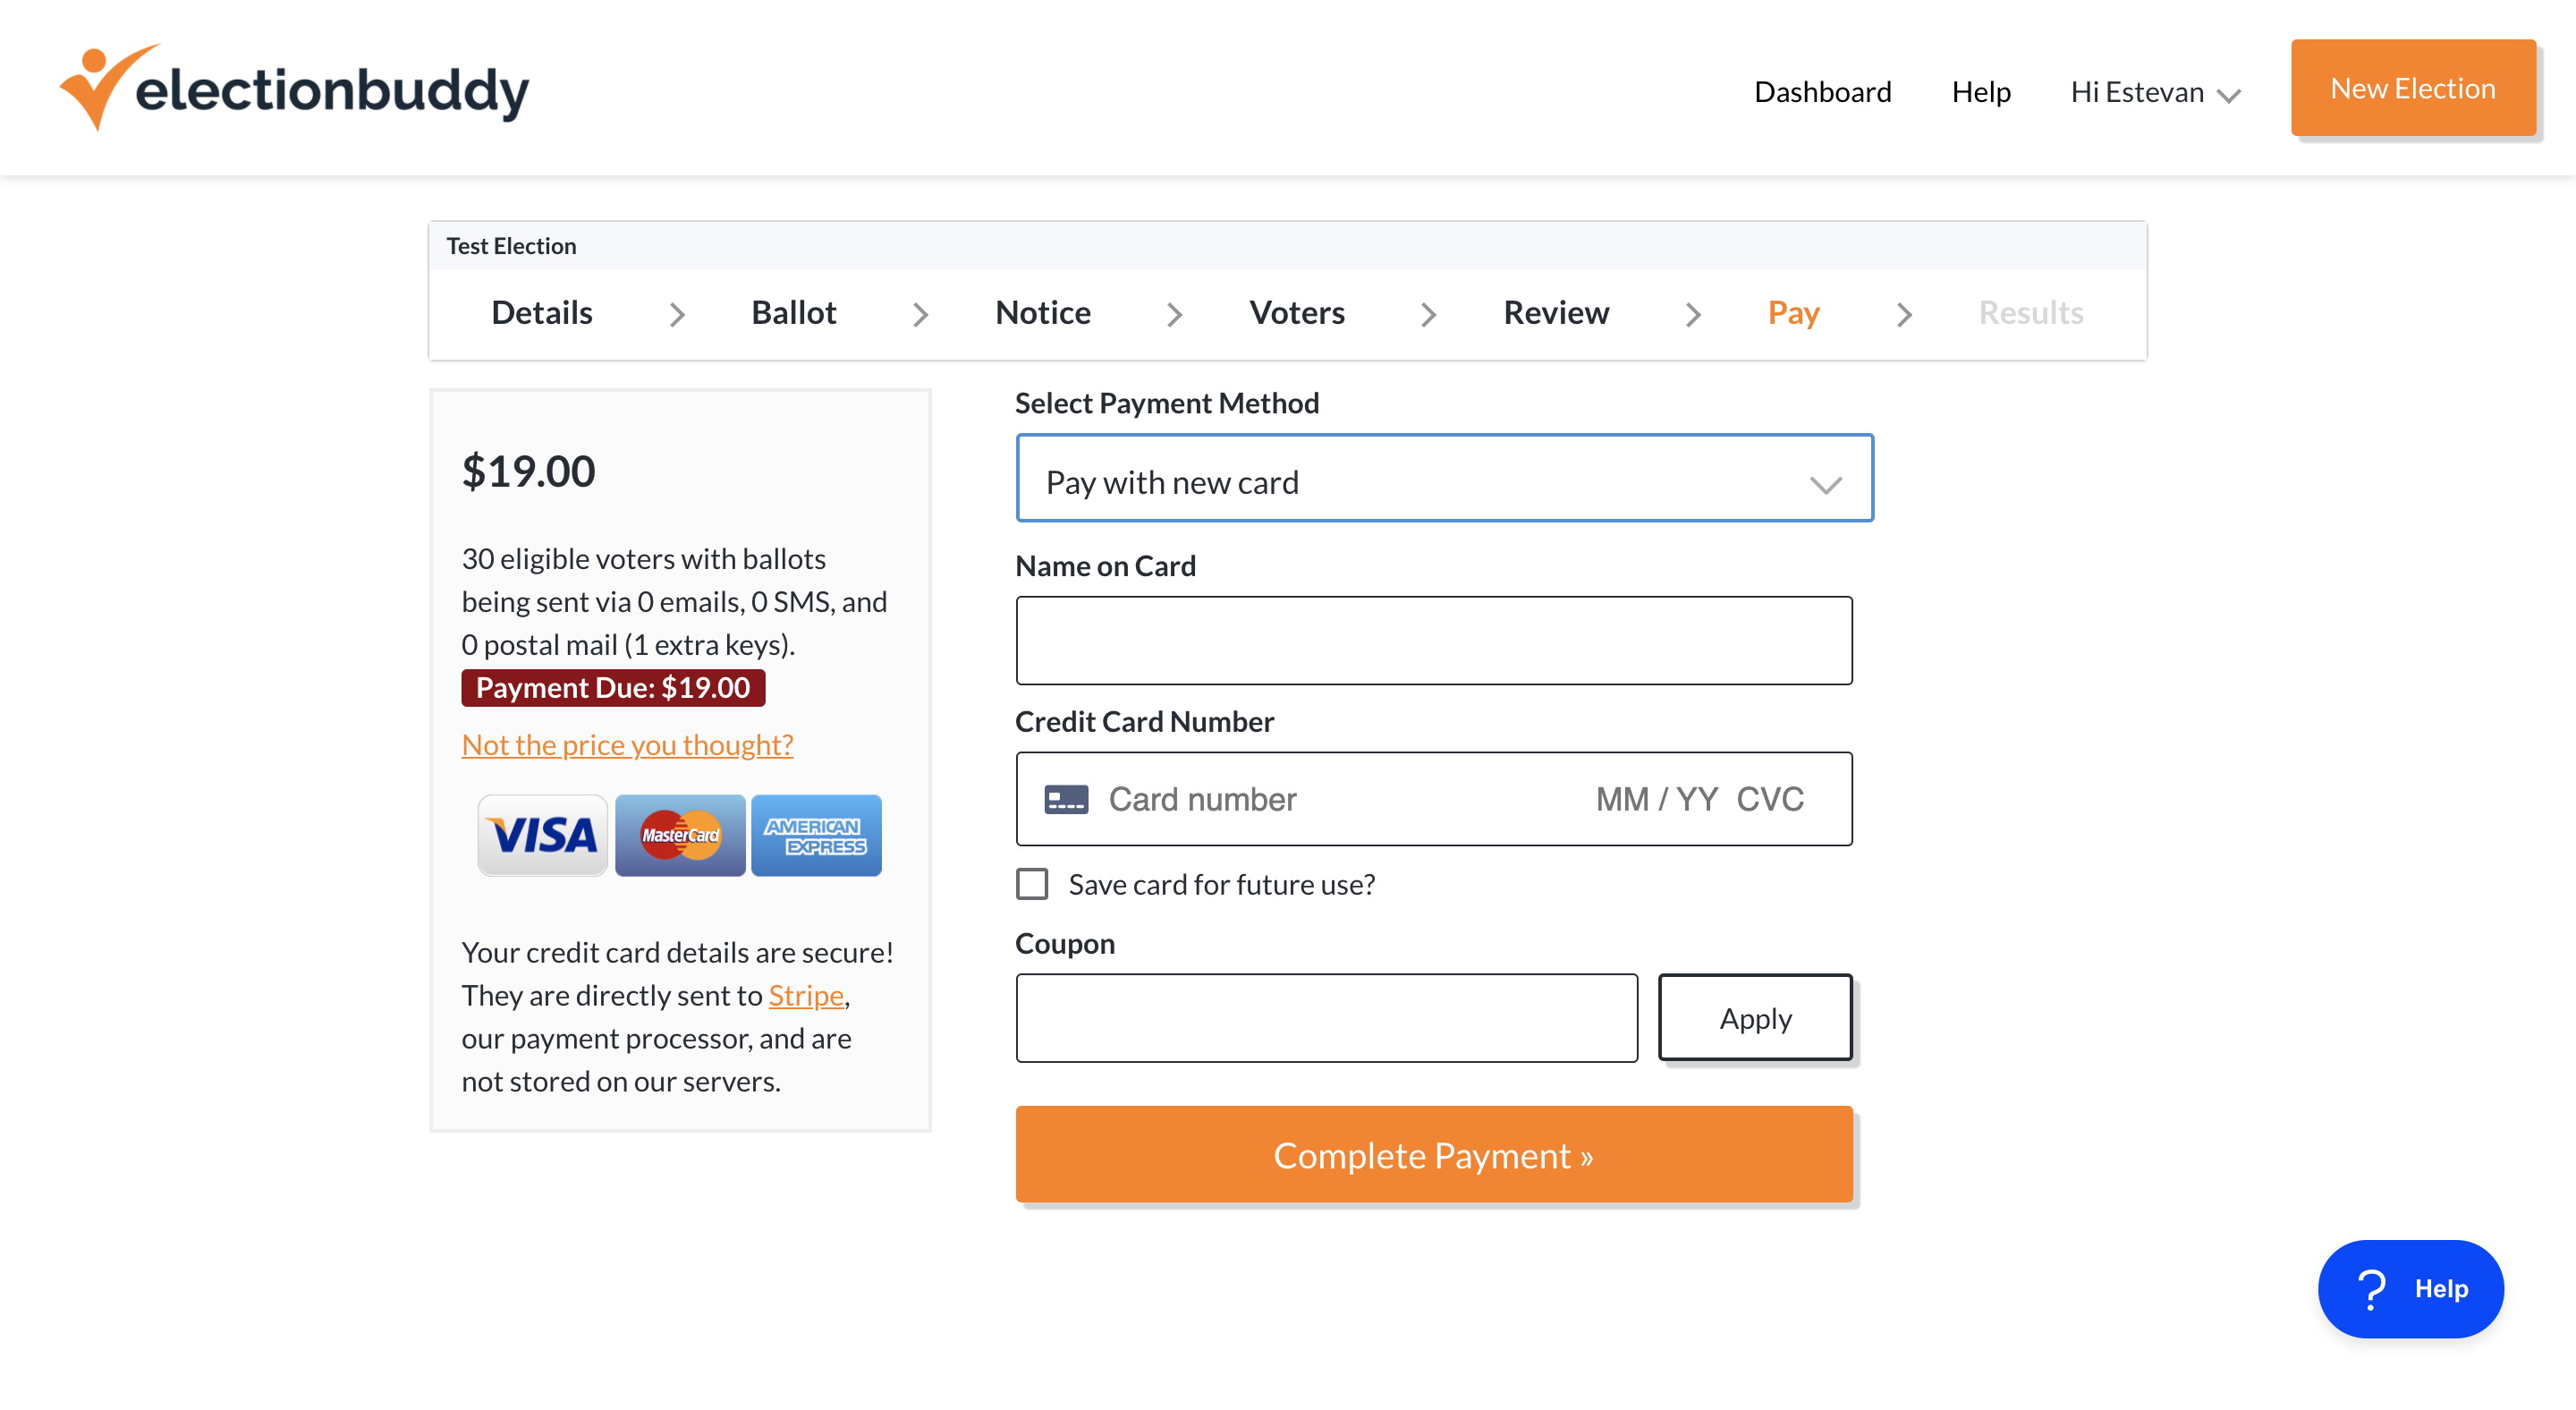 electionbuddy
Dashboard
Help
Hi Estevan
New Election
Test Election
Details
Ballot
Notice
Voters
Review
Pay
Results
$19.00
30 eligible voters with ballots
being sent via 0 emails, 0 SMS, and
0 postal mail (1 extra keys).
Payment Due: $19.00
Not the price you thought?
VISA
MasterCard
AMERICAN
EXPRESS
Your credit card details are secure!
They are directly sent to Stripe,
our payment processor, and are
not stored on our servers.
Select Payment Method
Pay with new card
Name on Card
Credit Card Number
Card number
MM / YY CVC
Save card for future use?
Coupon
Apply
Complete Payment »
? Help